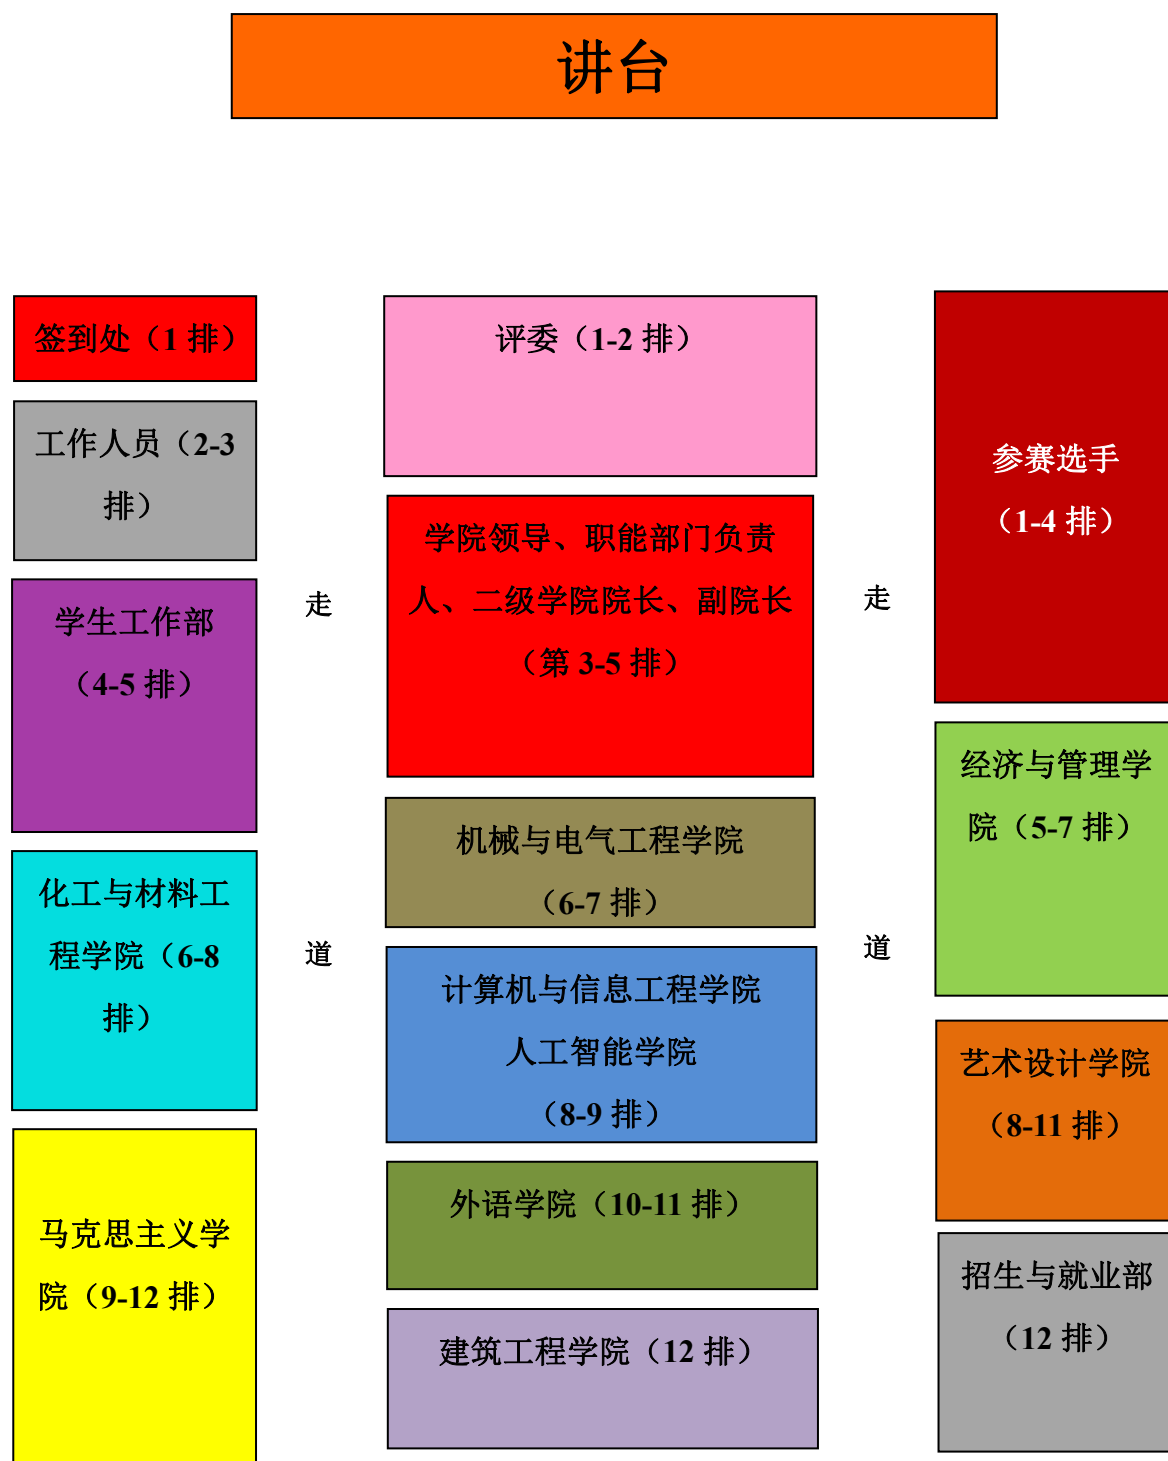 讲台
签到处（1 排）
工作人员（2-3
排）
学生工作部
（4-5 排）
化工与材料工
程学院（6-8
排）
马克思主义学
院（9-12 排）
走
道
评委（1-2 排）
学院领导、职能部门负责
人、二级学院院长、副院长
（第 3-5 排）
机械与电气工程学院
（6-7 排）
计算机与信息工程学院
人工智能学院
（8-9 排）
外语学院（10-11 排）
建筑工程学院（12 排）
走
道
参赛选手
（1-4 排）
经济与管理学
院（5-7 排）
艺术设计学院
（8-11 排）
招生与就业部
（12 排）